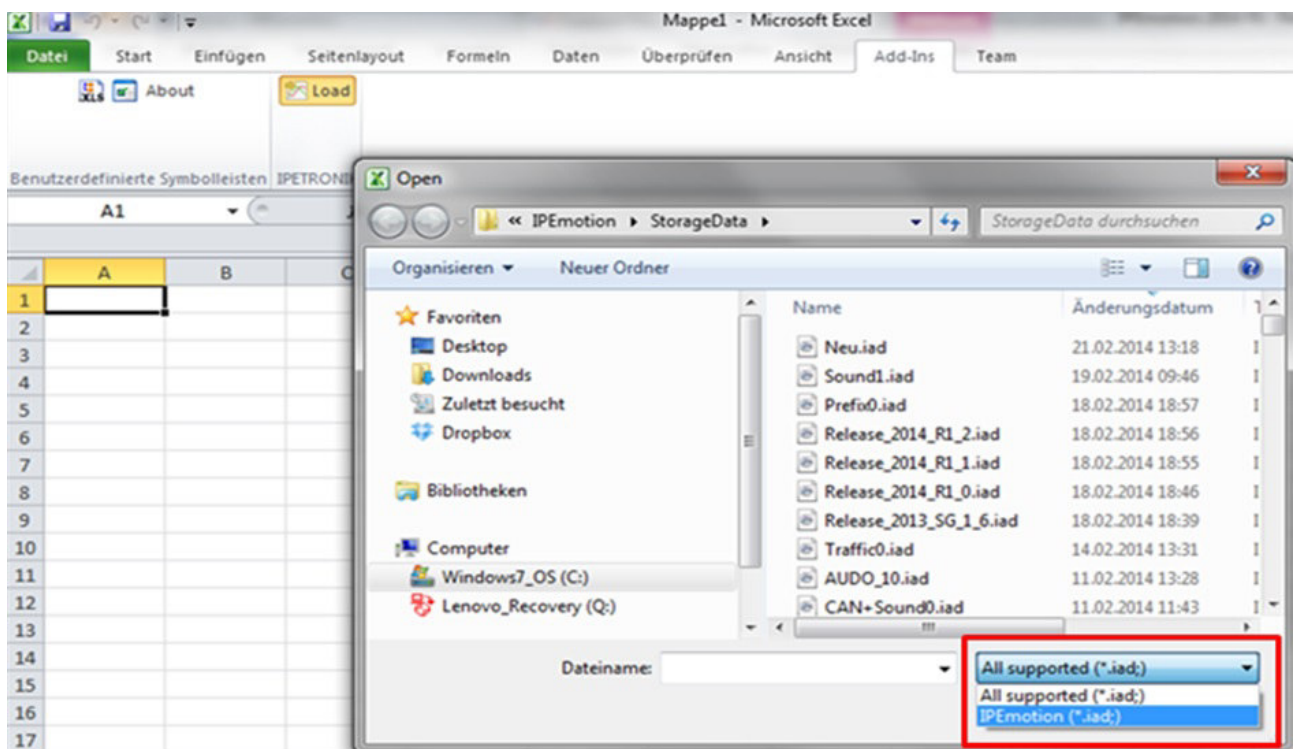 Mappe1 - Microsoft Excel
Datei Start Einfügen Seitenlayout Formeln Daten Überprüfen Ansicht Add-Ins Team
XLS About Load
Benutzerdefinierte Symbolleisten
A1
Open
« IPEmotion StorageData StorageData durchsuchen
Organisieren Neuer Ordner
A B
Name Änderungsdatum
1
Favoriten
2
Desktop Neu.iad 21.02.2014 13:18
3
Downloads Sound1.iad 19.02.2014 09:46
4
Zuletzt besucht Prefix0.iad 18.02.2014 18:57
5
Dropbox Release_2014_R1_2.iad 18.02.2014 18:56
6
Release_2014_R1_1.iad 18.02.2014 18:55
7
Bibliotheken Release_2014_R1_0.iad 18.02.2014 18:46
8
Release_2013_SG_1_6.iad 18.02.2014 18:39
9
Computer Traffic0.iad 14.02.2014 13:31
10
Windows7_OS (C:) AUDO_10.iad 11.02.2014 13:28
11
Lenovo_Recovery (Q:) CAN+Sound0.iad 11.02.2014 11:43
12
13
14
Dateiname: All supported (*.iad;)
15
All supported (*.iad;)
16
IPEmotion (*.iad;)
17